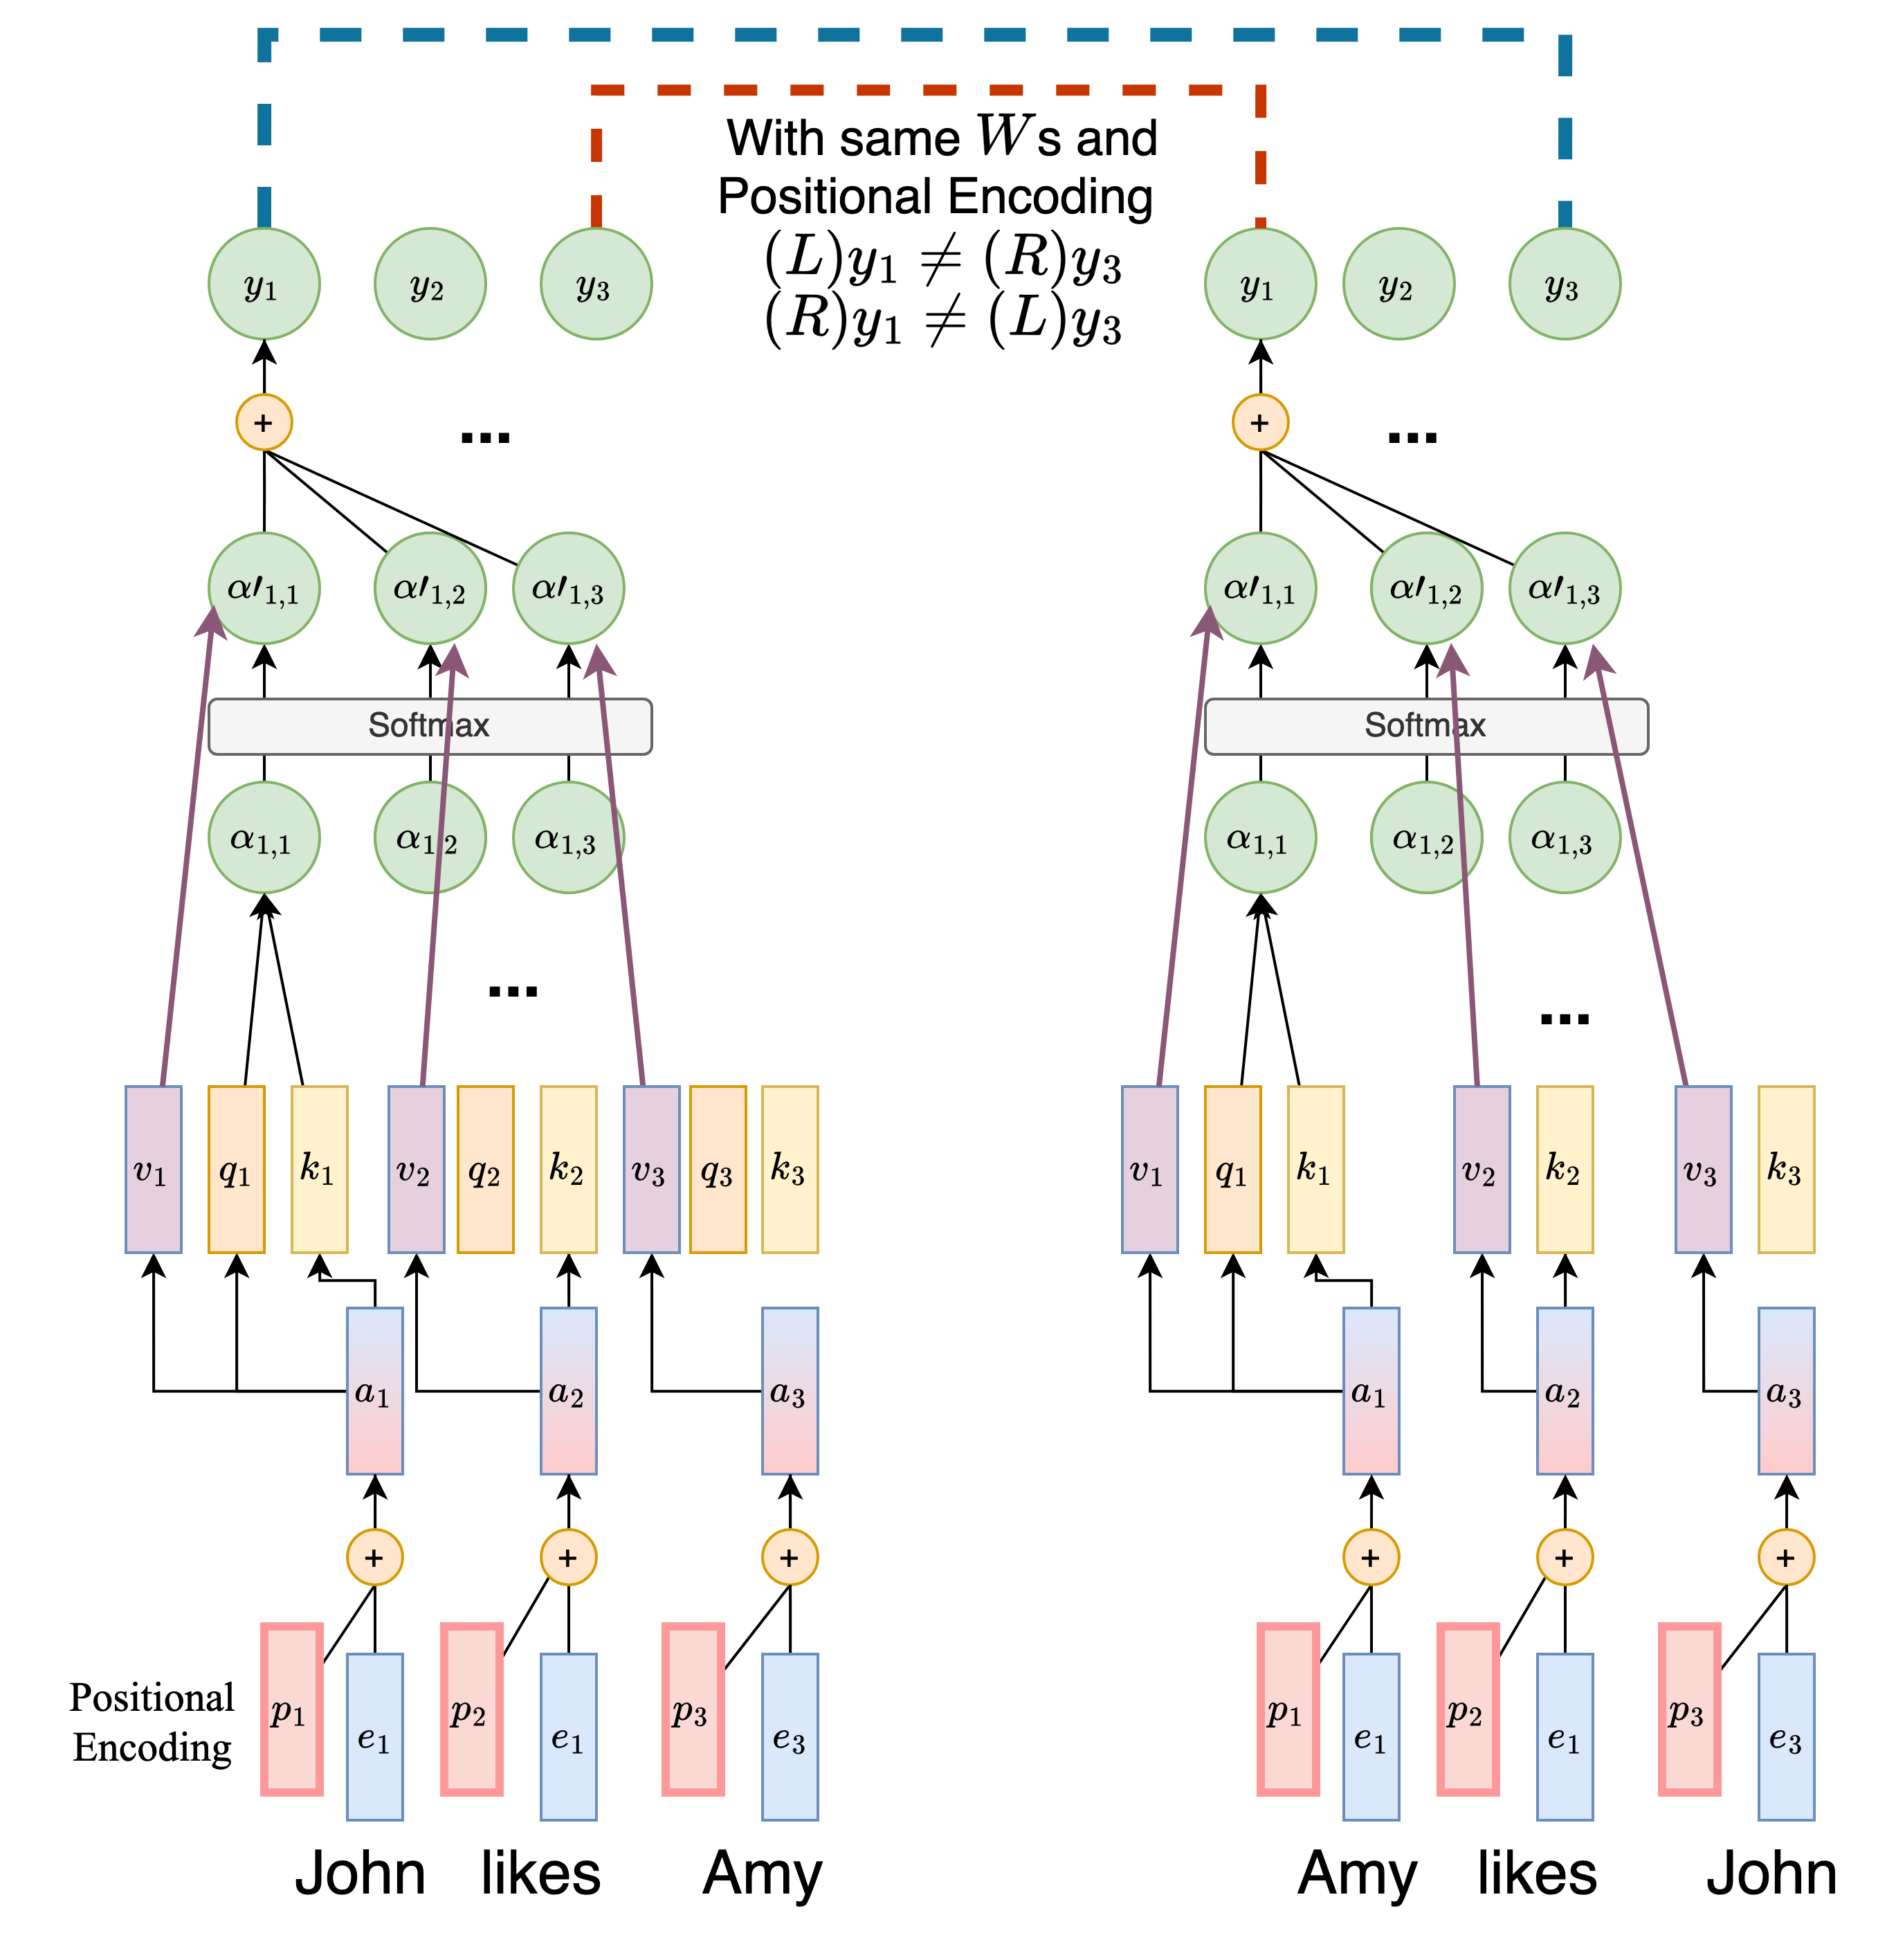 With same Ws and
Positional Encoding
(L)y₁ ≠ (R)y₃
(R)y₁ ≠ (L)y₃
y₁ y₂ y₃ y₁ y₂ y₃
+ ... + ...
α′₁,₁ α′₁,₂ α′₁,₃ α′₁,₁ α′₁,₂ α′₁,₃
Softmax Softmax
α₁,₁ α₁,₂ α₁,₃ α₁,₁ α₁,₂ α₁,₃
... ...
v₁ q₁ k₁ v₂ q₂ k₂ v₃ q₃ k₃ v₁ q₁ k₁ v₂ k₂ v₃ k₃
a₁ a₂ a₃ a₁ a₂ a₃
+ + + + + +
Positional
Encoding
p₁ p₂ p₃ p₁ p₂ p₃
e₁ e₁ e₃ e₁ e₁ e₃
John likes Amy Amy likes John